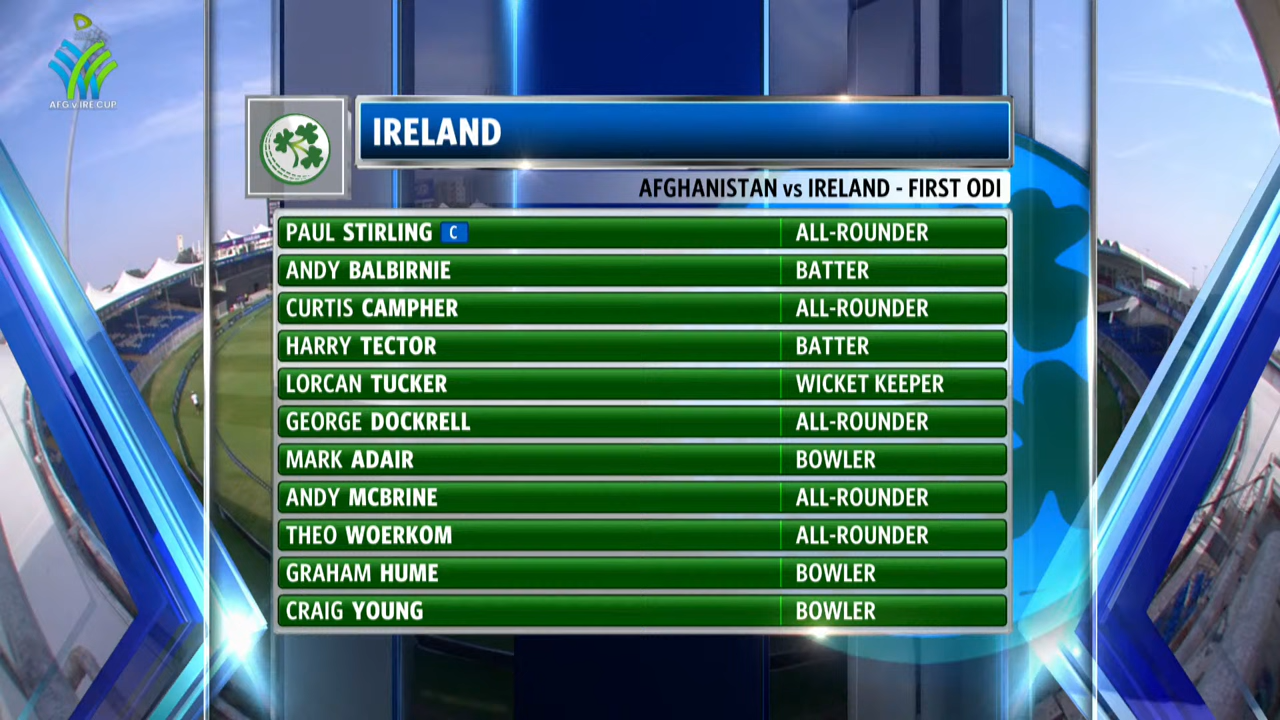 AFG v IRE CUP
IRELAND
AFGHANISTAN vs IRELAND - FIRST ODI
PAUL STIRLING C ALL-ROUNDER
ANDY BALBIRNIE BATTER
CURTIS CAMPHER ALL-ROUNDER
HARRY TECTOR BATTER
LORCAN TUCKER WICKET KEEPER
GEORGE DOCKRELL ALL-ROUNDER
MARK ADAIR BOWLER
ANDY MCBRINE ALL-ROUNDER
THEO WOERKOM ALL-ROUNDER
GRAHAM HUME BOWLER
CRAIG YOUNG BOWLER